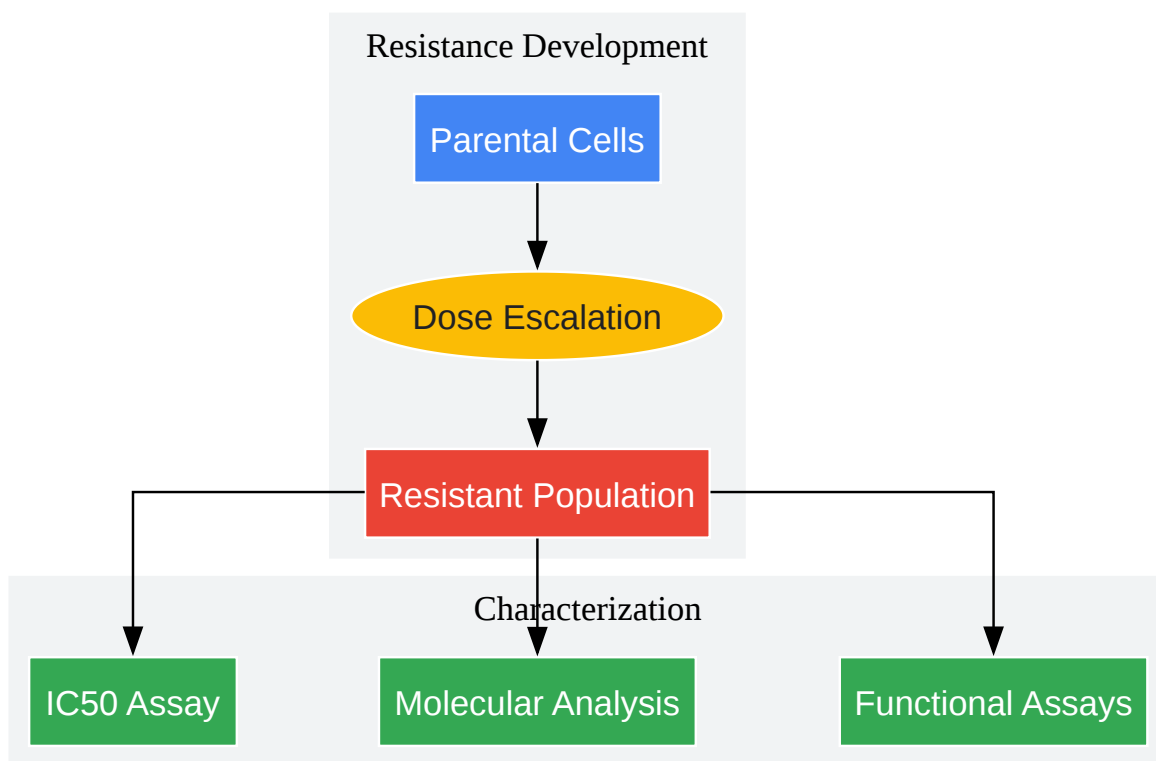 Resistance Development
Parental Cells
Dose Escalation
Resistant Population
Characterization
IC50 Assay
Molecular Analysis
Functional Assays